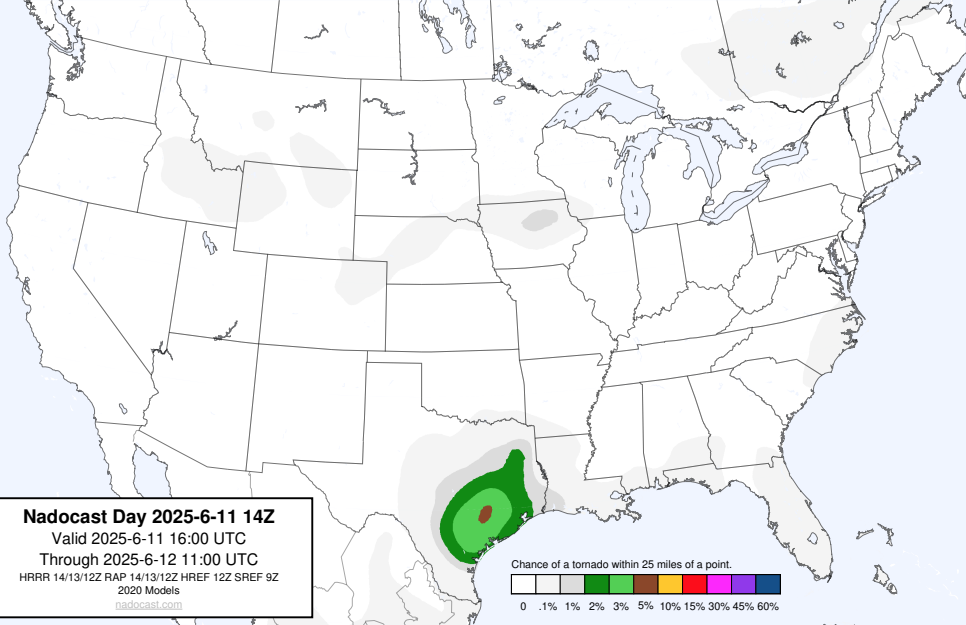 Nadocast Day 2025-6-11 14Z
Valid 2025-6-11 16:00 UTC
Through 2025-6-12 11:00 UTC
HRRR 14/13/12Z RAP 14/13/12Z HREF 12Z SREF 9Z
2020 Models
nadocast.com
Chance of a tornado within 25 miles of a point.
0 .1% 1% 2% 3% 5% 10% 15% 30% 45% 60%